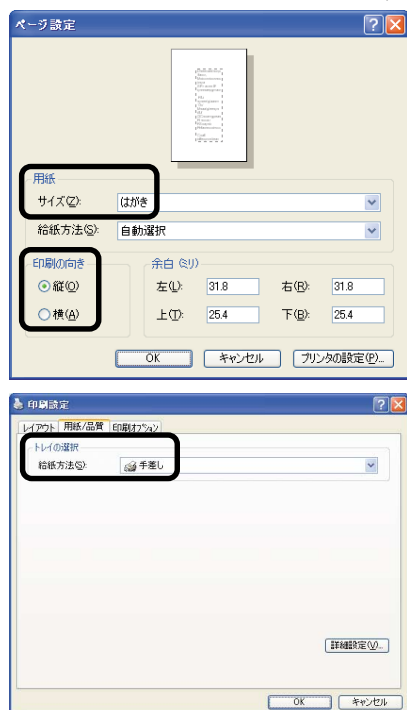 ページ設定
用紙
サイズ(Z): はがき
給紙方法(S): 自動選択
印刷の向き
縦(O)
横(A)
余白 (ミリ)
左(L): 31.8 右(R): 31.8
上(T): 25.4 下(B): 25.4
OK キャンセル プリンタの設定(P)...
印刷設定
レイアウト 用紙/品質 印刷オプション
トレイの選択
給紙方法(S): 手差し
詳細設定(V)...
OK キャンセル